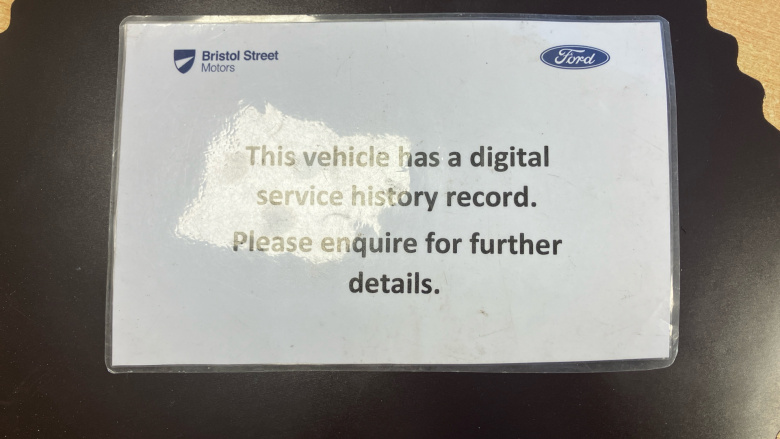 Bristol Street
Motors
Ford
This vehicle has a digital
service history record.
Please enquire for further
details.